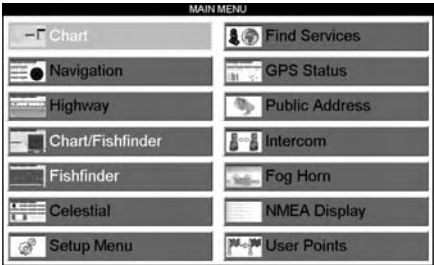 MAIN MENU
Chart
Navigation
Highway
Chart/Fishfinder
Fishfinder
Celestial
Setup Menu
Find Services
GPS Status
Public Address
Intercom
Fog Horn
NMEA Display
User Points